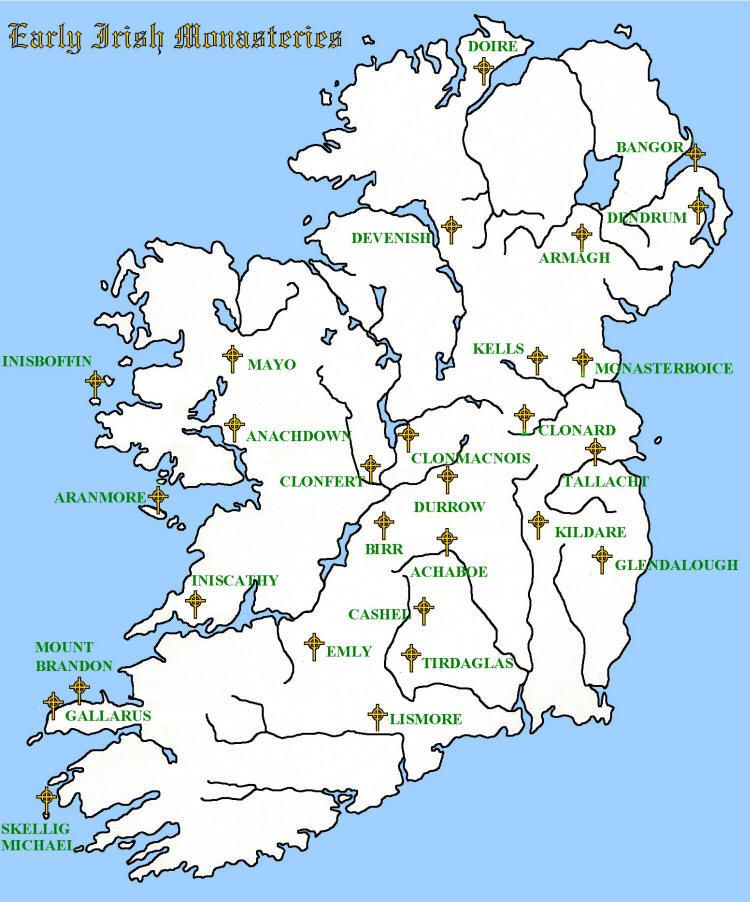 Early Irish Monasteries
DOIRE
BANGOR
DENDRUM
DEVENISH
ARMAGH
KELLS
INISBOFFIN
MAYO
MONASTERBOICE
CLONARD
ANACHDOWN
CLONMACNOIS
CLONFERT
TALLACHT
ARANMORE
DURROW
KILDARE
BIRR
GLENDALOUGH
ACHABOE
INISCATHY
CASHEL
MOUNT
BRANDON
EMLY
TIRDAGLAS
GALLARUS
LISMORE
SKELLIG
MICHAEL